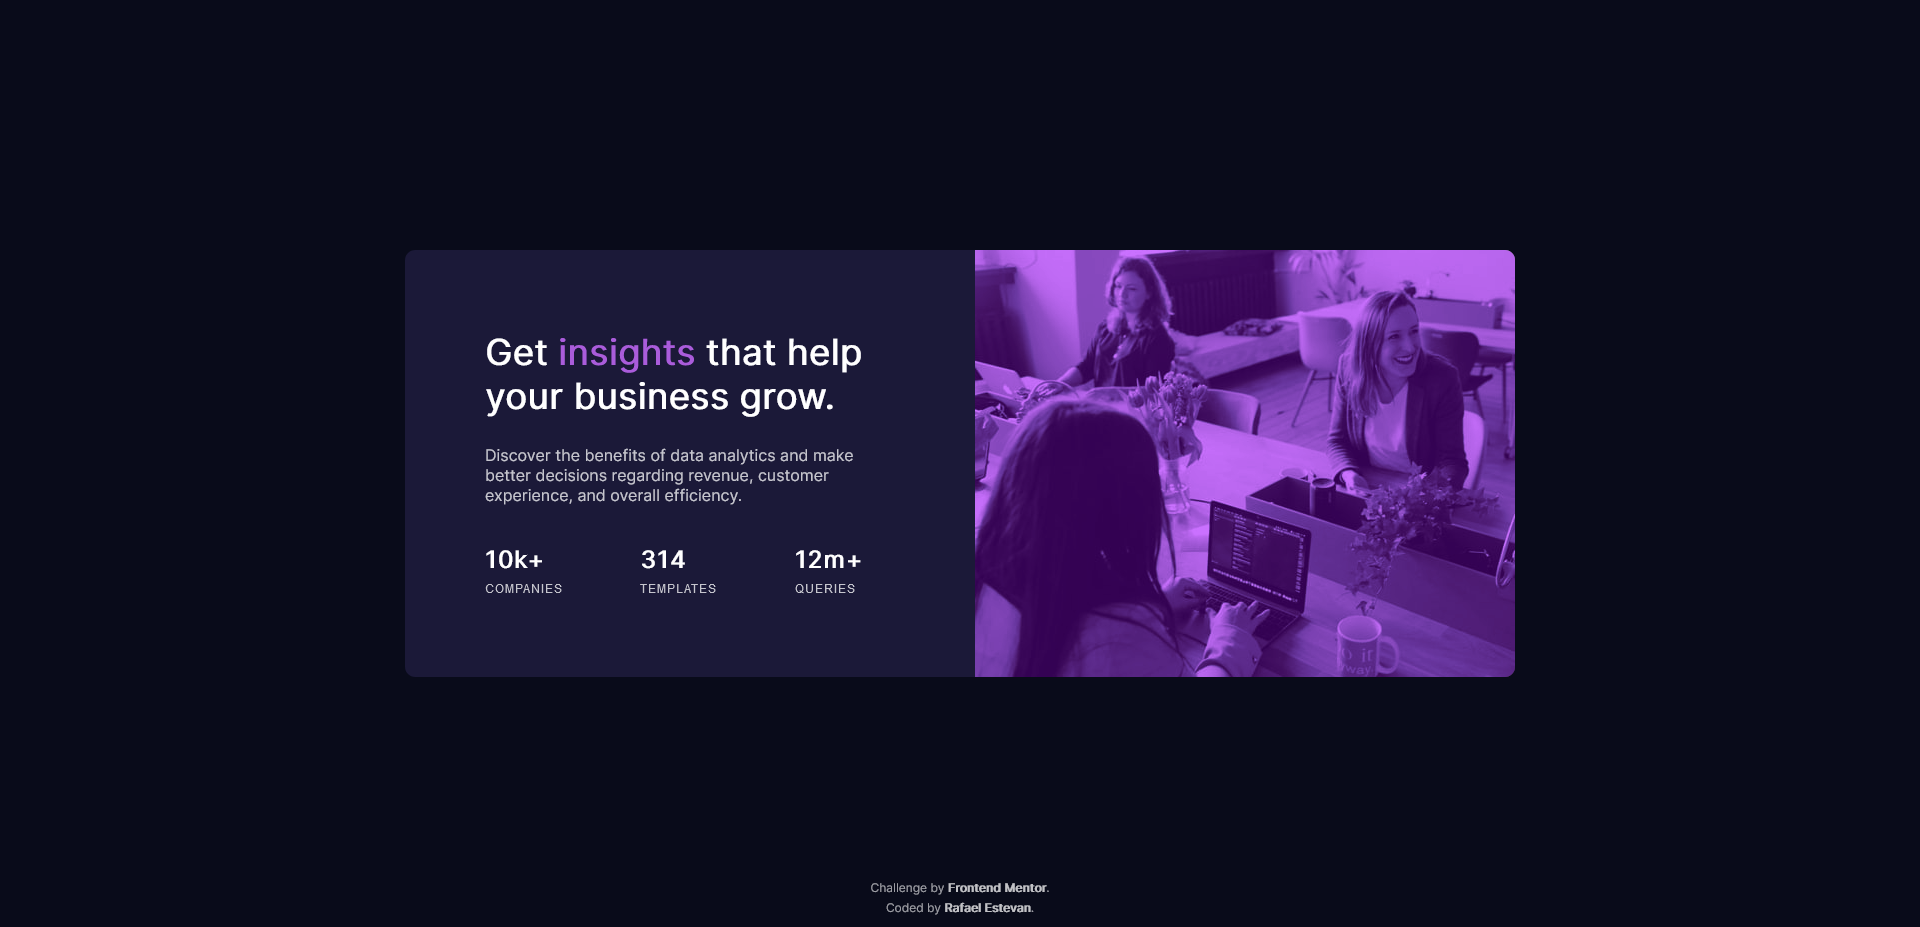 Get insights that help
your business grow.
Discover the benefits of data analytics and make
better decisions regarding revenue, customer
experience, and overall efficiency.
10k+ 314 12m+
COMPANIES TEMPLATES QUERIES
it
way.
Challenge by Frontend Mentor.
Coded by Rafael Estevan.